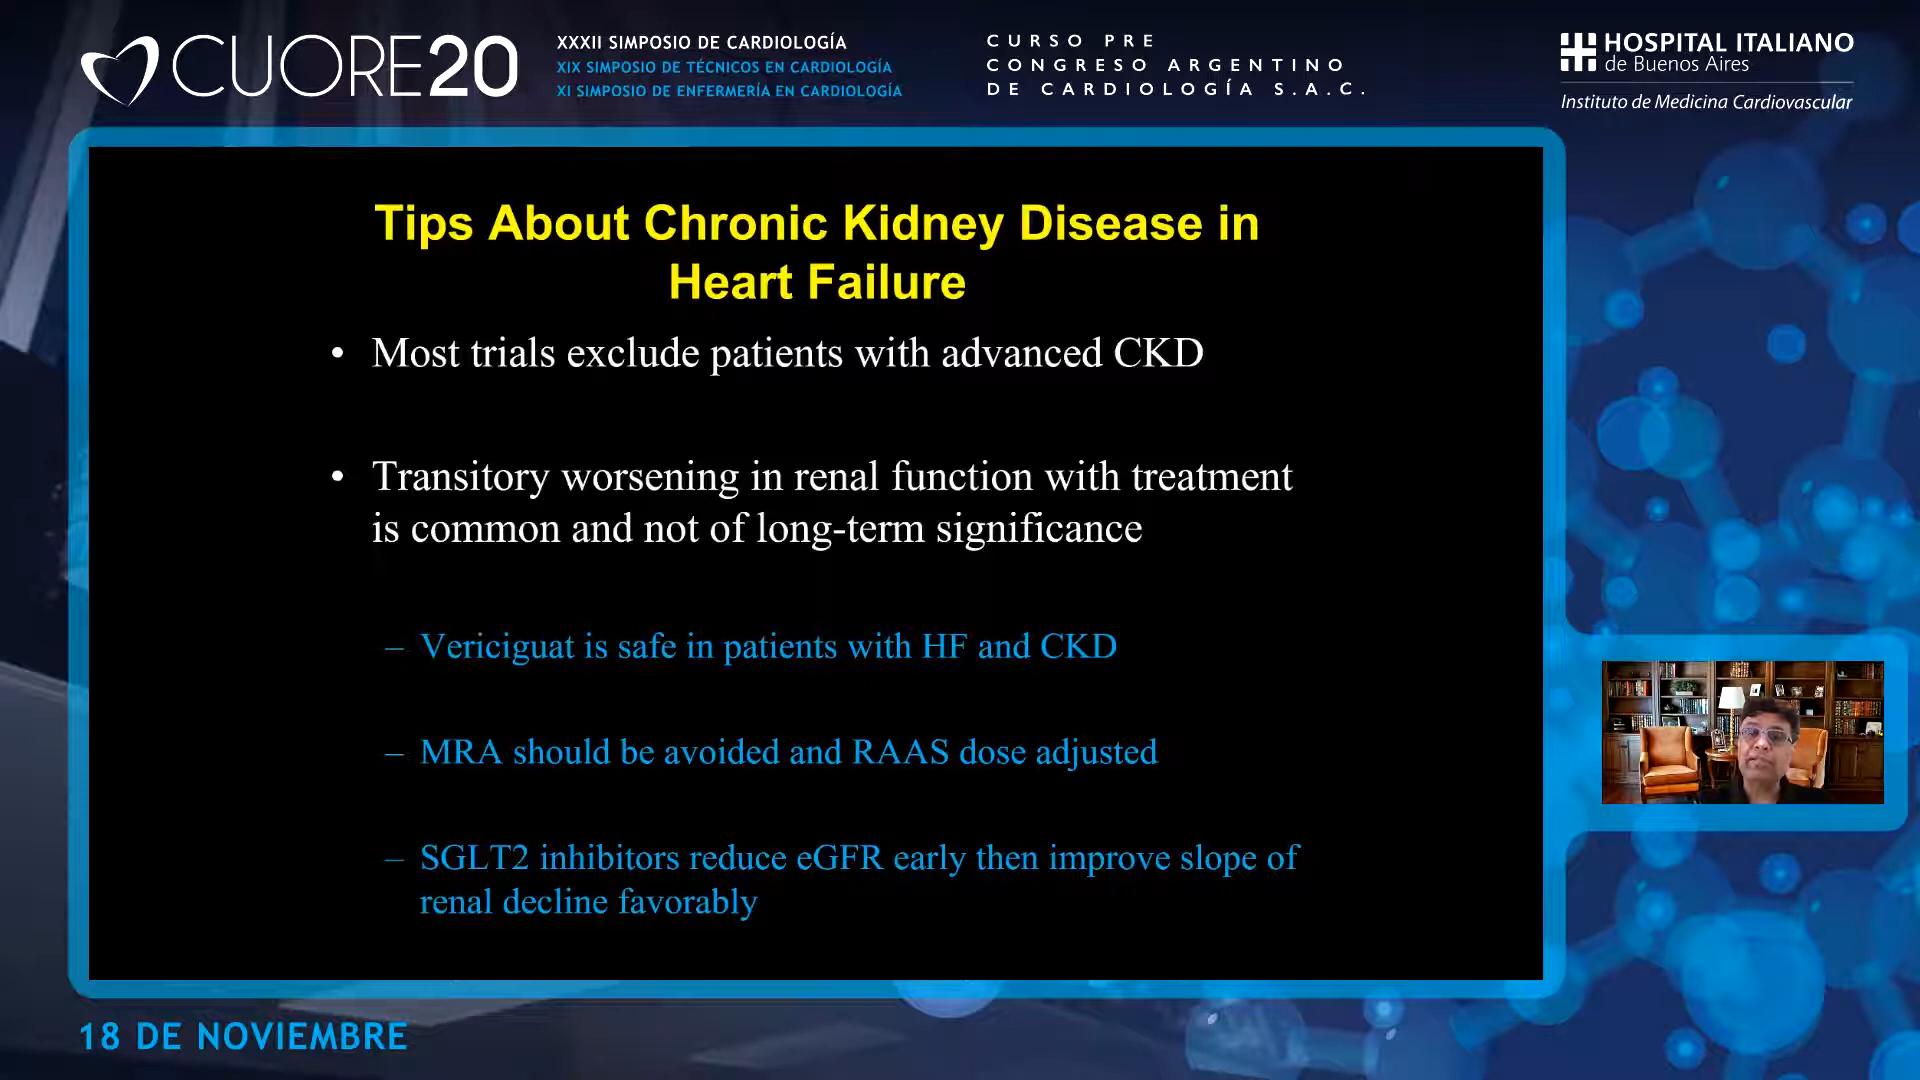 CUORE20
XXXII SIMPOSIO DE CARDIOLOGÍA
XIX SIMPOSIO DE TÉCNICOS EN CARDIOLOGÍA
XI SIMPOSIO DE ENFERMERÍA EN CARDIOLOGÍA
CURSO PRE
CONGRESO ARGENTINO
DE CARDIOLOGÍA S.A.C.
HOSPITAL ITALIANO
de Buenos Aires
Instituto de Medicina Cardiovascular
Tips About Chronic Kidney Disease in
Heart Failure
• Most trials exclude patients with advanced CKD
• Transitory worsening in renal function with treatment
is common and not of long-term significance
– Vericiguat is safe in patients with HF and CKD
– MRA should be avoided and RAAS dose adjusted
– SGLT2 inhibitors reduce eGFR early then improve slope of
renal decline favorably
18 DE NOVIEMBRE